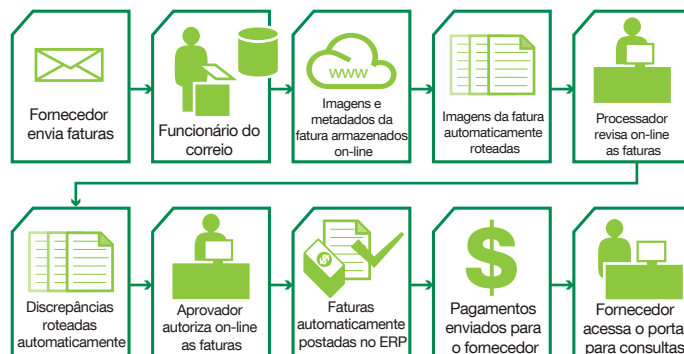 Fornecedor
envia faturas
Funcionário do
correio
www
Imagens e
metadados da
fatura armazenados
on-line
Imagens da fatura
automaticamente
roteadas
Processador
revisa on-line
as faturas
Discrepâncias
roteadas
automaticamente
Aprovador
autoriza on-line
as faturas
$
Faturas
automaticamente
postadas no ERP
$
Pagamentos
enviados para
o fornecedor
Fornecedor
acessa o portal
para consultas